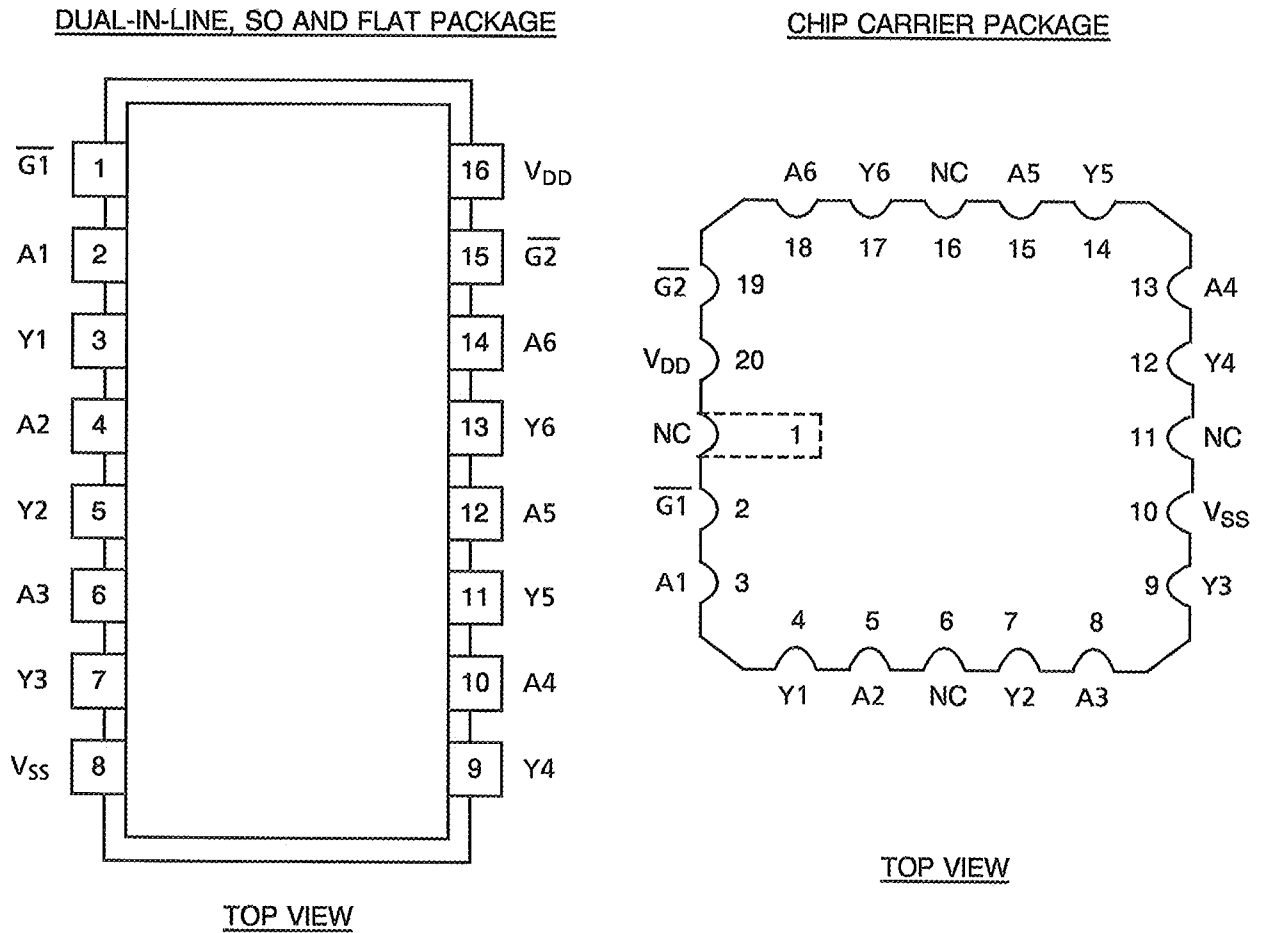 DUAL-IN-LINE, SO AND FLAT PACKAGE
G1 1 16 VDD
A1 2 15 G2
Y1 3 14 A6
A2 4 13 Y6
Y2 5 12 A5
A3 6 11 Y5
Y3 7 10 A4
VSS 8 9 Y4
TOP VIEW
CHIP CARRIER PACKAGE
A6 Y6 NC A5 Y5
18 17 16 15 14
G2 19 13 A4
VDD 20 12 Y4
NC 1 11 NC
G1 2 10 VSS
A1 3 9 Y3
4 5 6 7 8
Y1 A2 NC Y2 A3
TOP VIEW